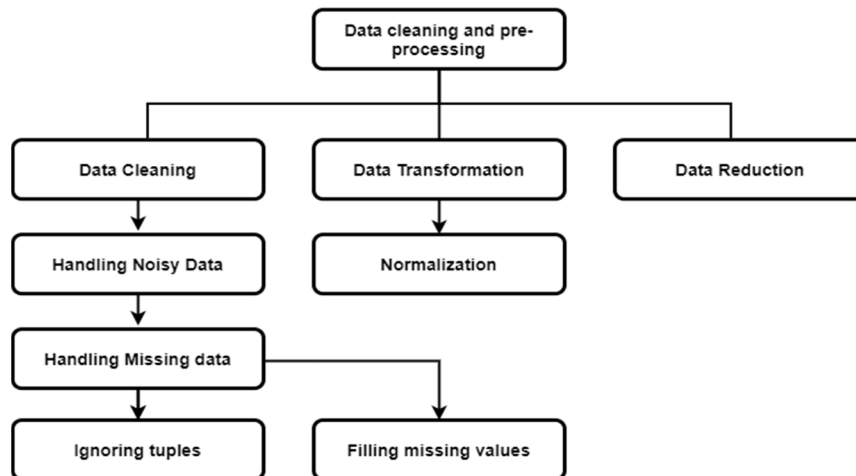 Data cleaning and pre-
processing
Data Cleaning
Data Transformation
Data Reduction
Handling Noisy Data
Normalization
Handling Missing data
Ignoring tuples
Filling missing values